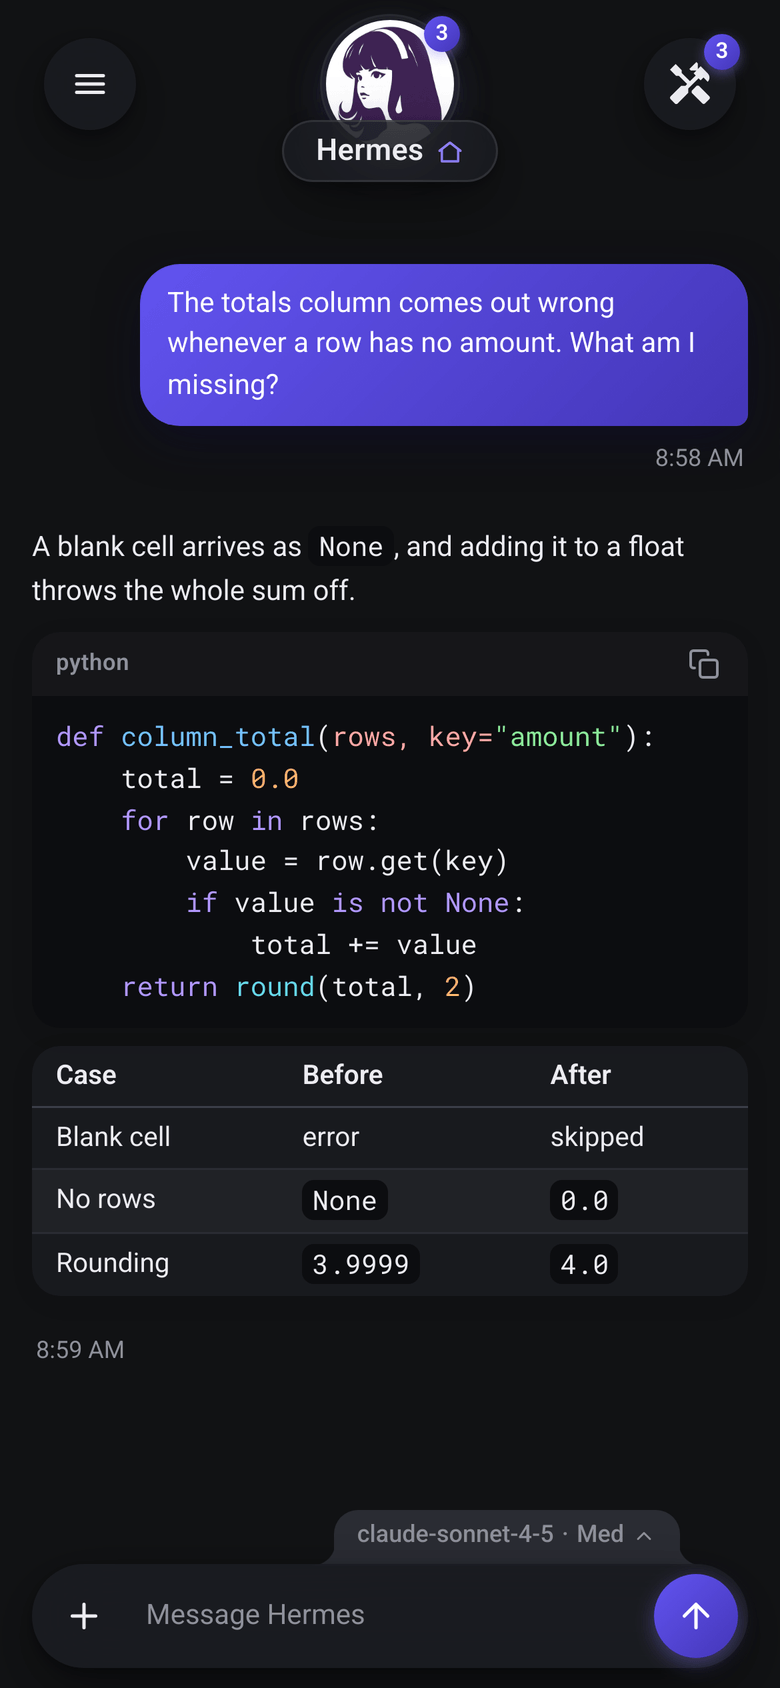 3
3
Hermes
The totals column comes out wrong
whenever a row has no amount. What am I
missing?
8:58 AM
A blank cell arrives as None , and adding it to a float
throws the whole sum off.
python
def column_total(rows, key="amount"):
    total = 0.0
    for row in rows:
        value = row.get(key)
        if value is not None:
            total += value
    return round(total, 2)
Case Before After
Blank cell error skipped
No rows None 0.0
Rounding 3.9999 4.0
8:59 AM
claude-sonnet-4-5 · Med
Message Hermes